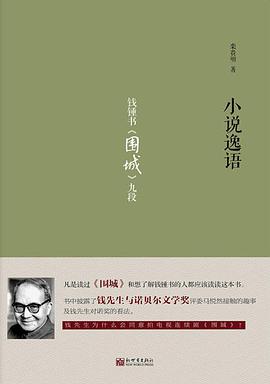 栾贵明 著
小说逸语
钱锺书《围城》九段
凡是读过《围城》和想了解钱锺书的人都应该读读这本书。
书中披露了钱先生与诺贝尔文学奖评委马悦然接触的趣事
及钱先生对诺奖的看法。
钱先生为什么会同意拍电视连续剧《围城》？
新世界出版社